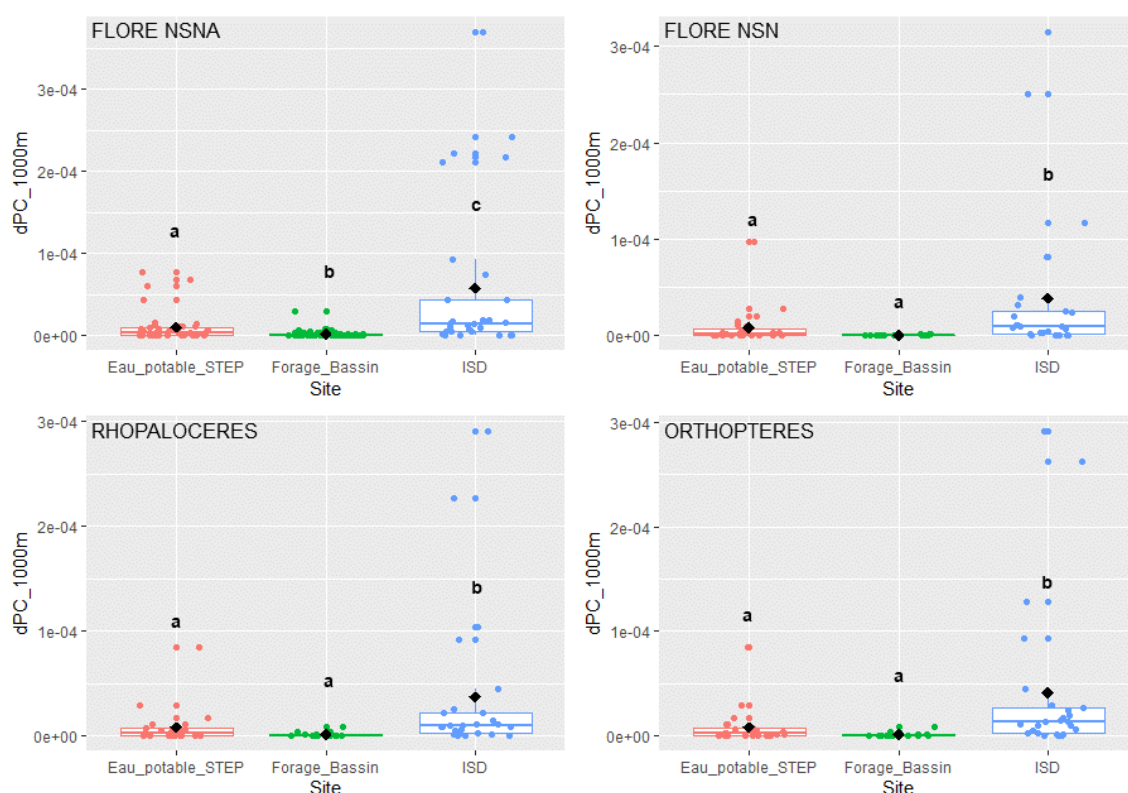 FLORE NSNA
3e-04
2e-04
1e-04
0e+00
dPC_1000m
a
b
c
Eau_potable_STEP
Forage_Bassin
ISD
Site
FLORE NSN
3e-04
2e-04
1e-04
0e+00
dPC_1000m
a
a
b
Eau_potable_STEP
Forage_Bassin
ISD
Site
RHOPALOCERES
3e-04
2e-04
1e-04
0e+00
dPC_1000m
a
a
b
Eau_potable_STEP
Forage_Bassin
ISD
Site
ORTHOPTERES
3e-04
2e-04
1e-04
0e+00
dPC_1000m
a
a
b
Eau_potable_STEP
Forage_Bassin
ISD
Site